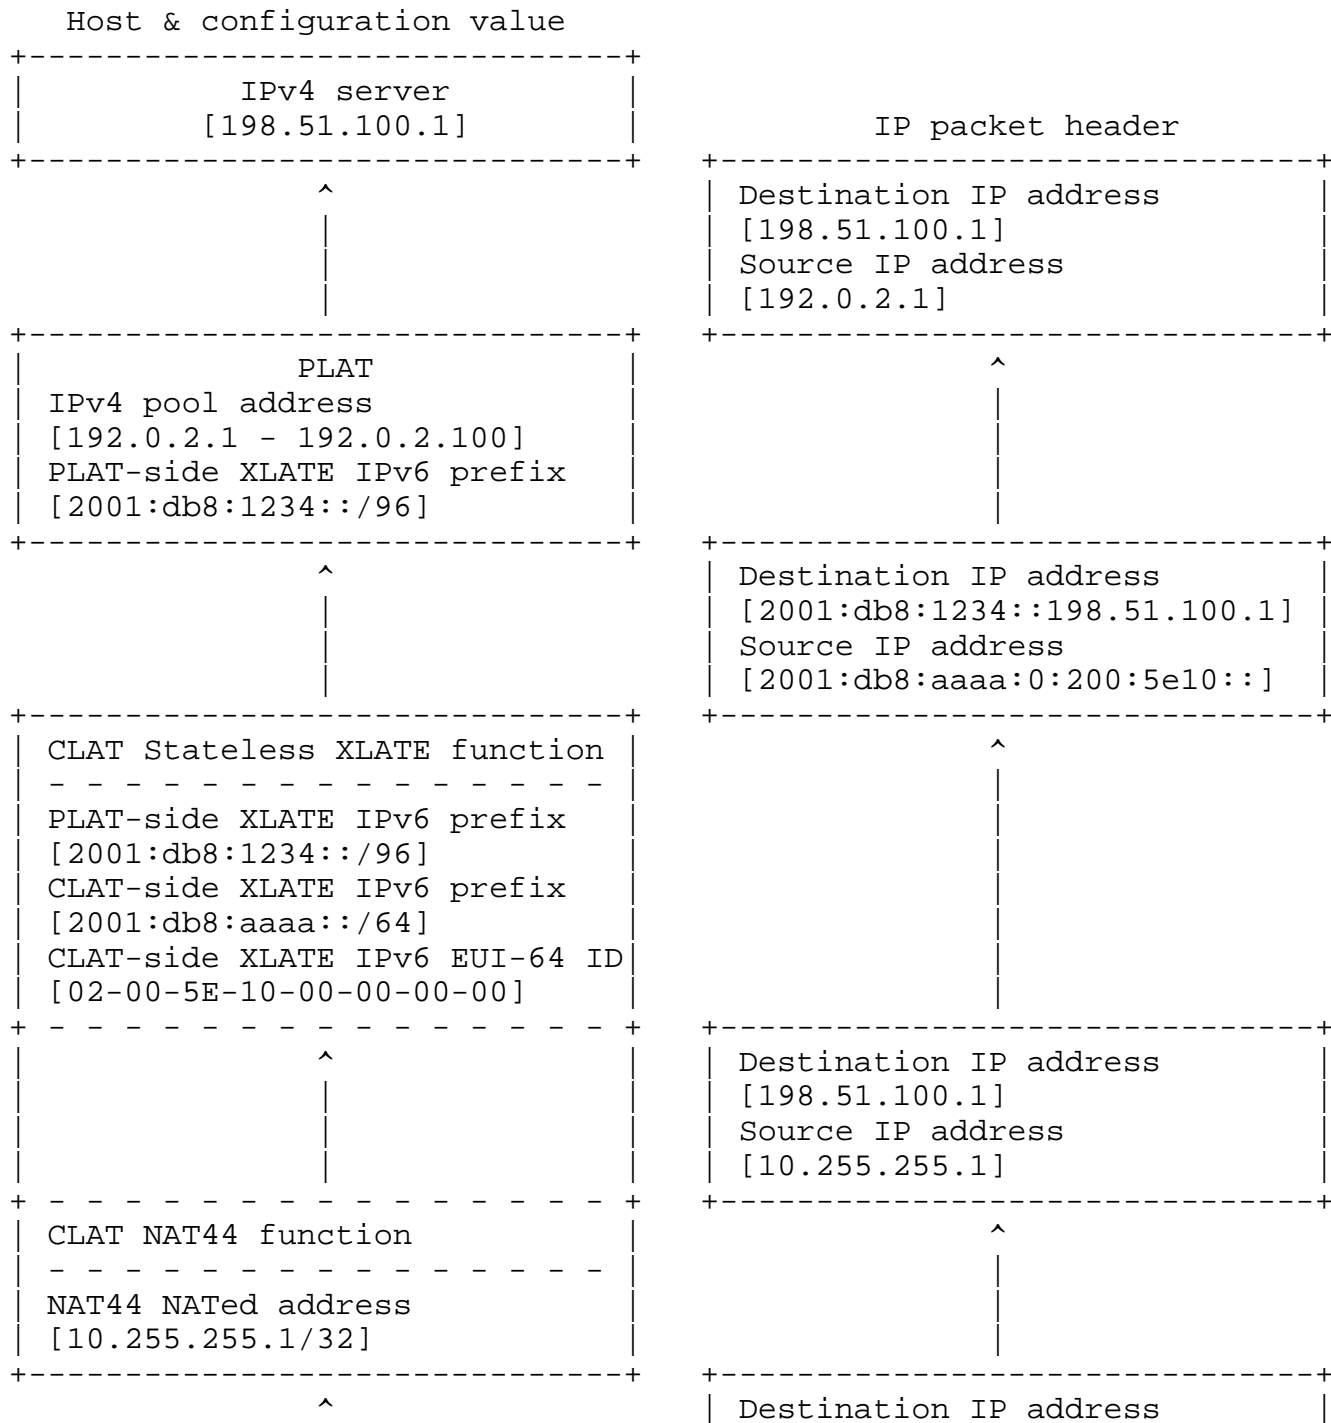 Host & configuration value
IPv4 server
[198.51.100.1]
IP packet header
Destination IP address
[198.51.100.1]
Source IP address
[192.0.2.1]
PLAT
IPv4 pool address
[192.0.2.1 - 192.0.2.100]
PLAT-side XLATE IPv6 prefix
[2001:db8:1234::/96]
Destination IP address
[2001:db8:1234::198.51.100.1]
Source IP address
[2001:db8:aaaa:0:200:5e10::]
CLAT Stateless XLATE function
PLAT-side XLATE IPv6 prefix
[2001:db8:1234::/96]
CLAT-side XLATE IPv6 prefix
[2001:db8:aaaa::/64]
CLAT-side XLATE IPv6 EUI-64 ID
[02-00-5E-10-00-00-00-00]
Destination IP address
[198.51.100.1]
Source IP address
[10.255.255.1]
CLAT NAT44 function
NAT44 NATed address
[10.255.255.1/32]
Destination IP address